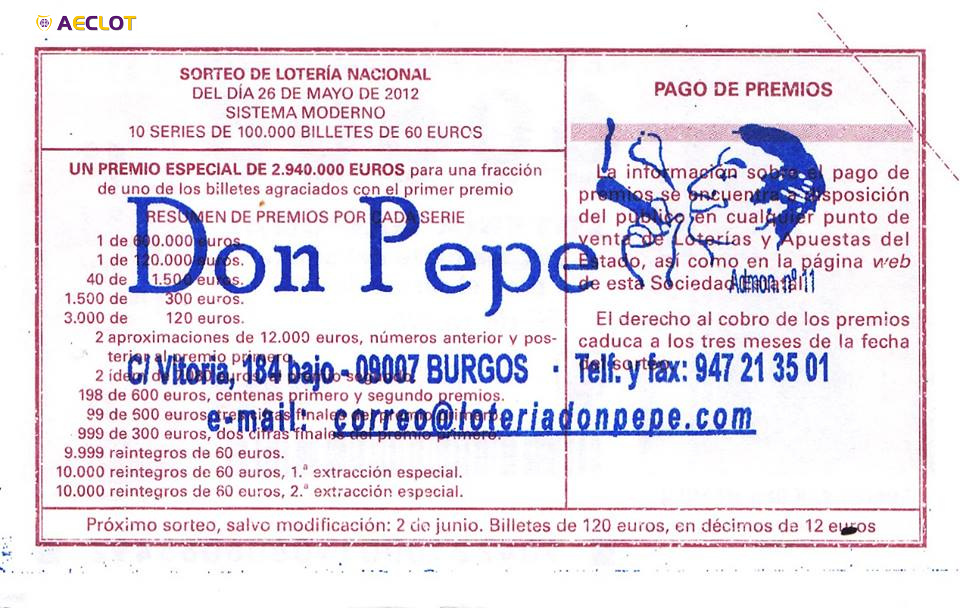 AECLOT
SORTEO DE LOTERÍA NACIONAL
DEL DÍA 26 DE MAYO DE 2012
SISTEMA MODERNO
10 SERIES DE 100.000 BILLETES DE 60 EUROS
UN PREMIO ESPECIAL DE 2.940.000 EUROS para una fracción
de uno de los billetes agraciados con el primer premio
RESUMEN DE PREMIOS POR CADA SERIE
1 de 600.000 euros.
1 de 120.000 euros.
40 de 1.500 euros.
1.500 de 300 euros.
3.000 de 120 euros.
2 aproximaciones de 12.000 euros, números anterior y pos-
terior al premio primero.
2 ídem de euros, premio segundo.
198 de 600 euros, centenas primero y segundo premios.
99 de 600 euros, tres cifras finales del premio primero.
999 de 300 euros, dos cifras finales del premio primero.
9.999 reintegros de 60 euros.
10.000 reintegros de 60 euros, 1.ª extracción especial.
10.000 reintegros de 60 euros, 2.ª extracción especial.
PAGO DE PREMIOS
La información sobre el pago de
premios se encuentra a disposición
del público en cualquier punto de
venta de Loterías y Apuestas del
Estado, así como en la página web
de esta Sociedad Estatal.
El derecho al cobro de los premios
caduca a los tres meses de la fecha
del sorteo.
Don Pepe
Admon. nº 11
C/ Vitoria, 184 bajo - 09007 BURGOS · Telf. y fax: 947 21 35 01
e-mail: correo@loteriadonpepe.com
Próximo sorteo, salvo modificación: 2 de junio. Billetes de 120 euros, en décimos de 12 euros